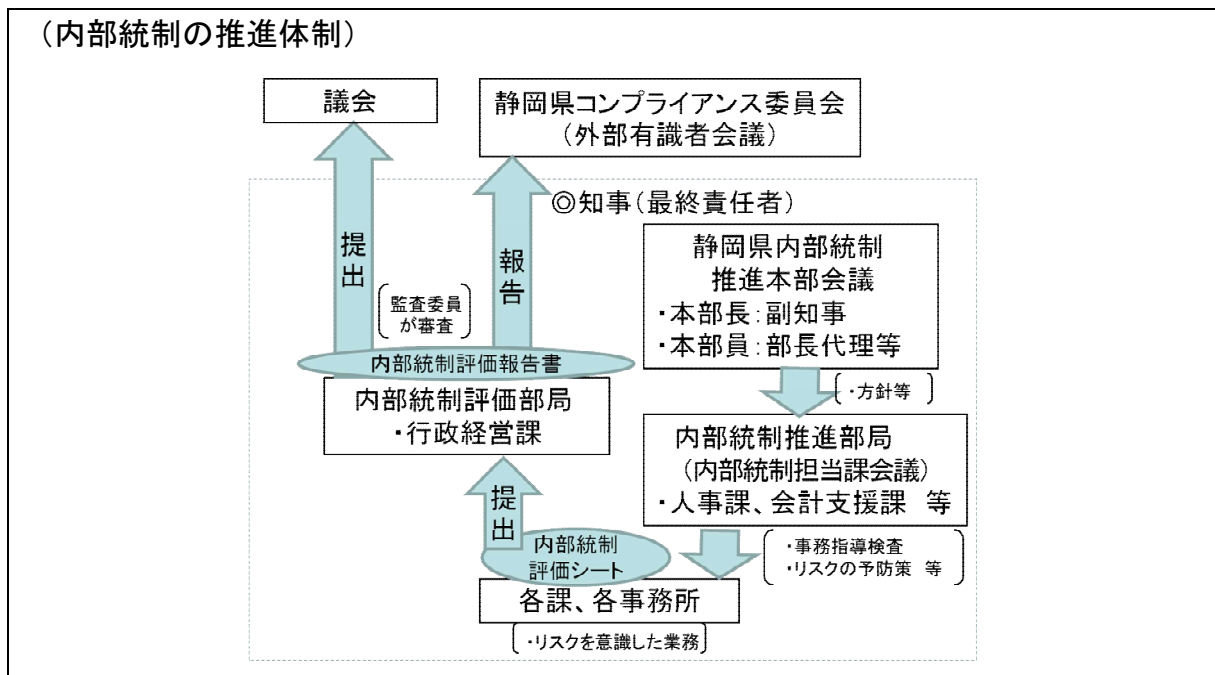 （内部統制の推進体制）
議会
静岡県コンプライアンス委員会
（外部有識者会議）
◎知事（最終責任者）
提出
監査委員
が審査
報告
静岡県内部統制
推進本部会議
・本部長：副知事
・本部員：部長代理等
内部統制評価報告書
内部統制評価部局
・行政経営課
・方針等
内部統制推進部局
（内部統制担当課会議）
・人事課、会計支援課　等
提出
内部統制
評価シート
・事務指導検査
・リスクの予防策　等
各課、各事務所
・リスクを意識した業務